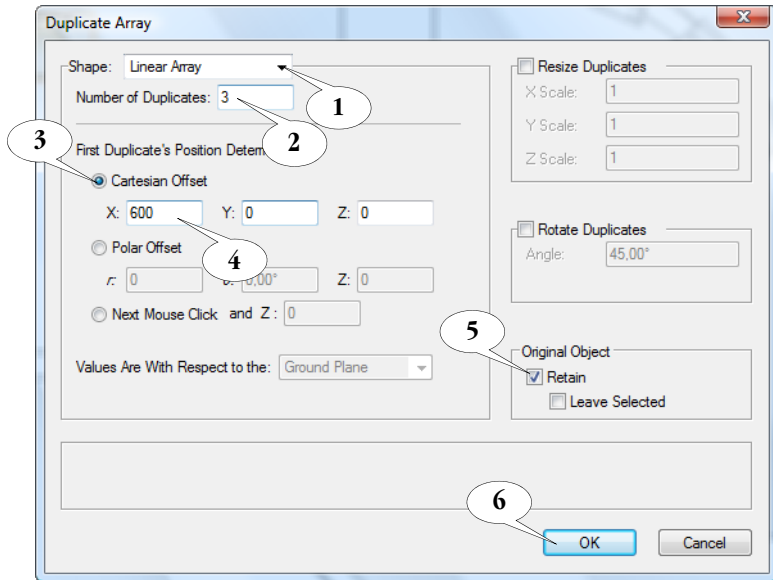 Duplicate Array
Shape: Linear Array
Number of Duplicates: 3
1
2
3
First Duplicate's Position
Cartesian Offset
X: 600 Y: 0 Z: 0
4
Polar Offset
r: 0 0,00° Z: 0
Next Mouse Click and Z : 0
Values Are With Respect to the: Ground Plane
Resize Duplicates
X Scale: 1
Y Scale: 1
Z Scale: 1
Rotate Duplicates
Angle: 45,00°
5
Original Object
Retain
Leave Selected
6
OK Cancel